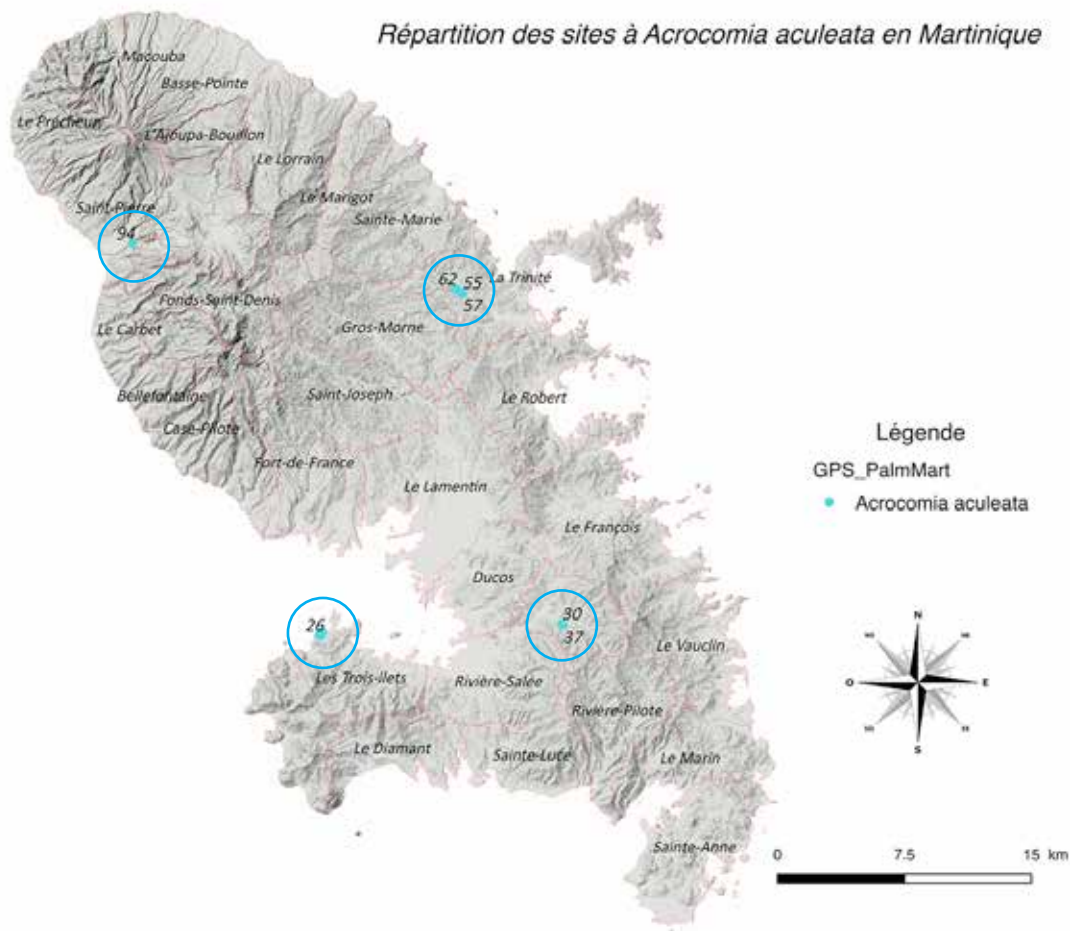 Répartition des sites à Acrocomia aculeata en Martinique
Macouba
Basse-Pointe
Le Prêcheur
L'Ajoupa-Bouillon
Le Lorrain
Le Marigot
Saint-Pierre
Sainte-Marie
94
La Trinité
62 55
57
Fonds-Saint-Denis
Le Carbet
Gros-Morne
Bellefontaine
Saint-Joseph
Le Robert
Case-Pilote
Légende
Fort-de-France
GPS_PalmMart
Le Lamentin
Acrocomia aculeata
Le François
Ducos
30
26
37
N
Le Vauclin
Les Trois-Ilets
Rivière-Salée
O
E
Rivière-Pilote
Le Diamant
Sainte-Luce
S
Le Marin
Sainte-Anne
0 7.5 15 km